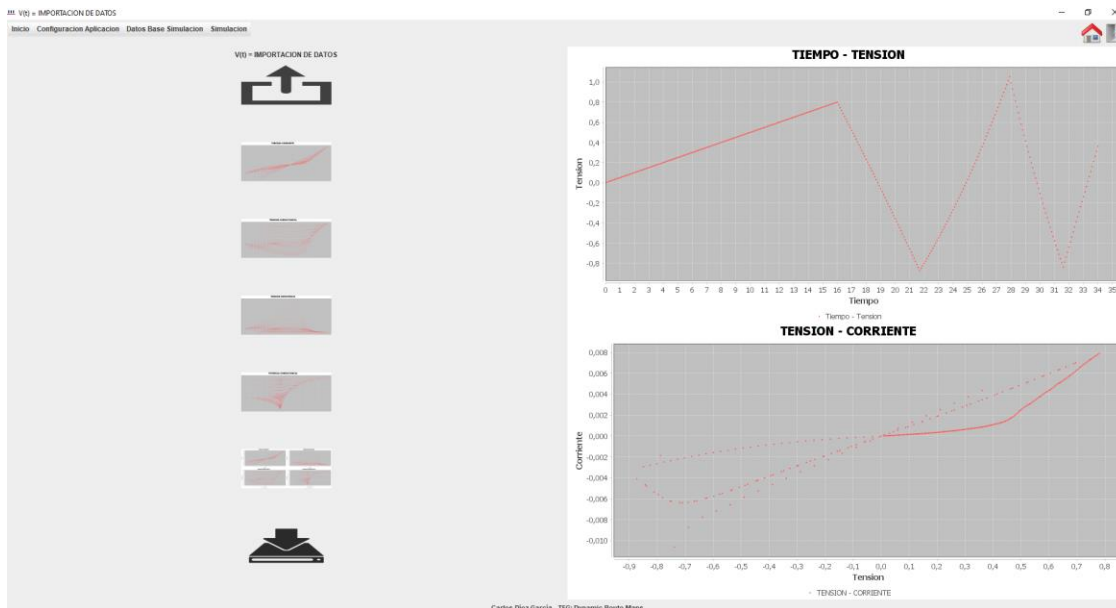 m V(t) = IMPORTACION DE DATOS
Inicio Configuracion Aplicacion Datos Base Simulacion Simulacion
V(t) = IMPORTACION DE DATOS
TIEMPO - TENSION
1,0
0,8
0,6
0,4
0,2
0,0
-0,2
-0,4
-0,6
-0,8
Tension
0 1 2 3 4 5 6 7 8 9 10 11 12 13 14 15 16 17 18 19 20 21 22 23 24 25 26 27 28 29 30 31 32 33 34 35
Tiempo
Tiempo - Tension
TENSION - CORRIENTE
0,008
0,006
0,004
0,002
0,000
-0,002
-0,004
-0,006
-0,008
-0,010
Corriente
-0,9 -0,8 -0,7 -0,6 -0,5 -0,4 -0,3 -0,2 -0,1 0,0 0,1 0,2 0,3 0,4 0,5 0,6 0,7 0,8
Tension
TENSION - CORRIENTE